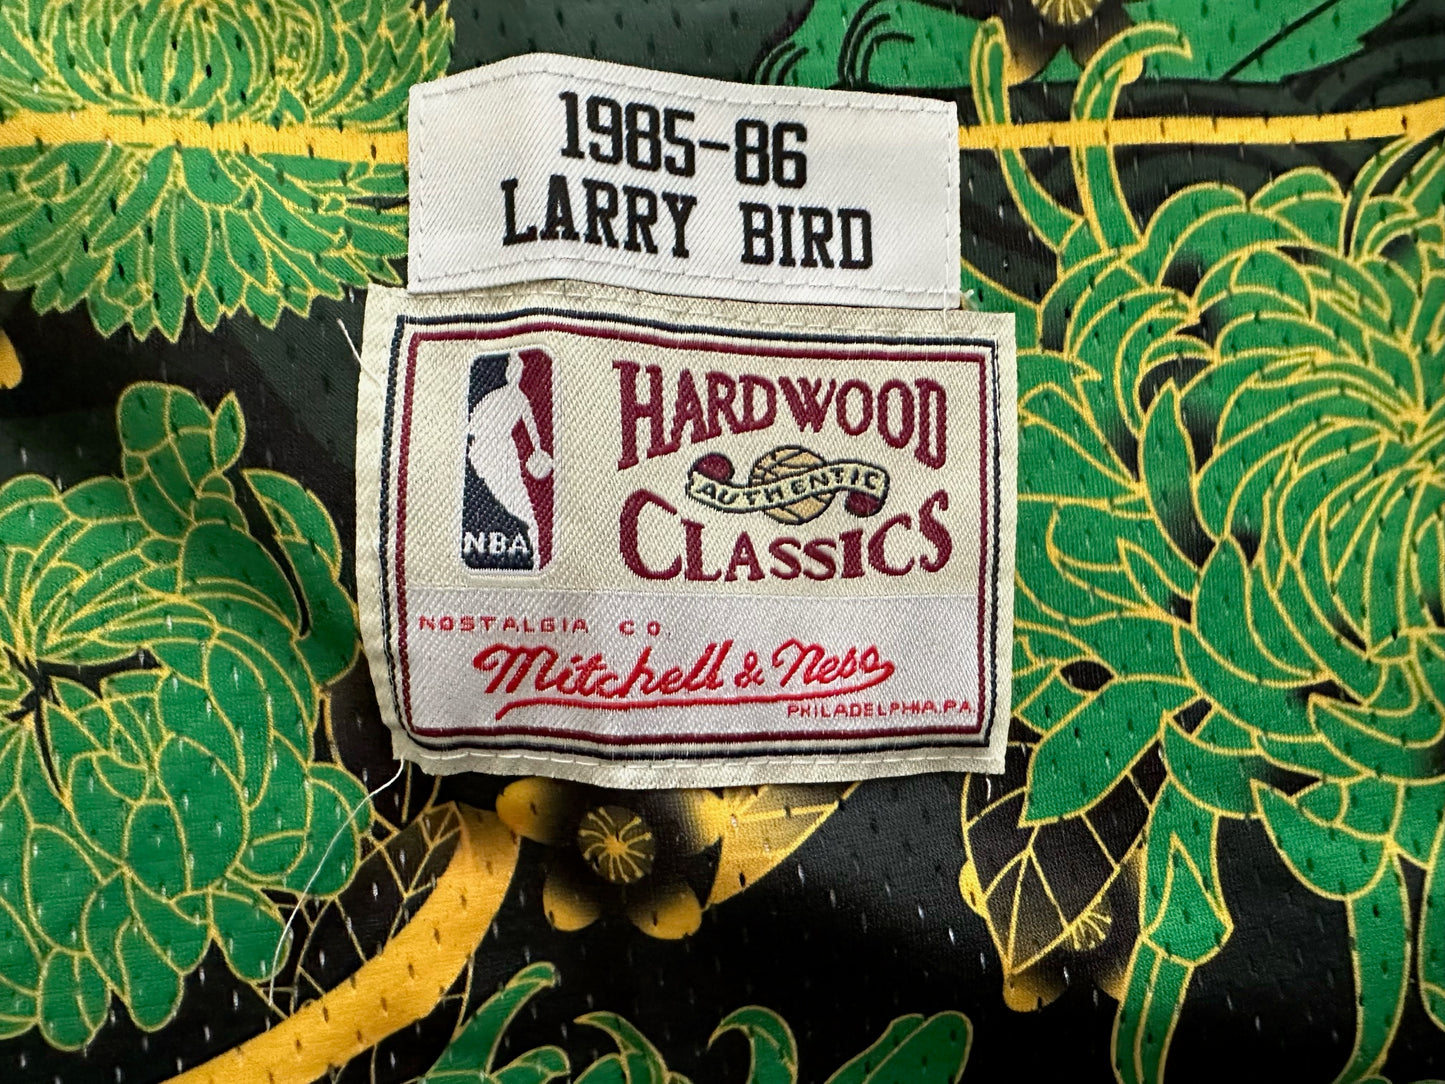 1985-86
LARRY BIRD
NBA
HARDWOOD
AUTHENTIC
CLASSICS
NOSTALGIA CO.
Mitchell & Ness
PHILADELPHIA, PA.